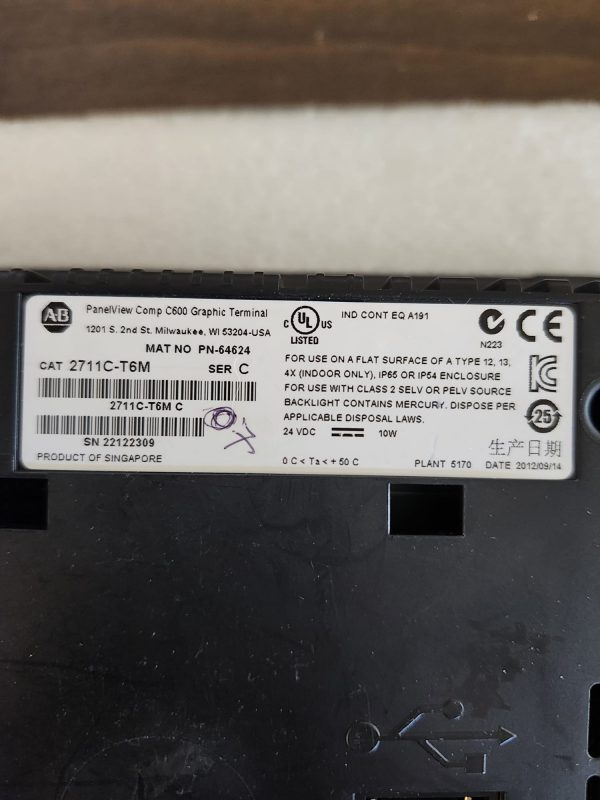 AB
PanelView Comp C600 Graphic Terminal
1201 S. 2nd St. Milwaukee, WI 53204-USA
MAT NO PN-64624
CAT 2711C-T6M SER C
2711C-T6M C
SN 22122309
PRODUCT OF SINGAPORE
C UL US
LISTED
IND CONT EQ A191
N223
CE
FOR USE ON A FLAT SURFACE OF A TYPE 12, 13,
4X (INDOOR ONLY), IP65 OR IP54 ENCLOSURE
FOR USE WITH CLASS 2 SELV OR PELV SOURCE
BACKLIGHT CONTAINS MERCURY. DISPOSE PER
APPLICABLE DISPOSAL LAWS.
24 VDC 10W
0 C < Ta < + 50 C
25
生产日期
PLANT 5170 DATE 2012/09/14